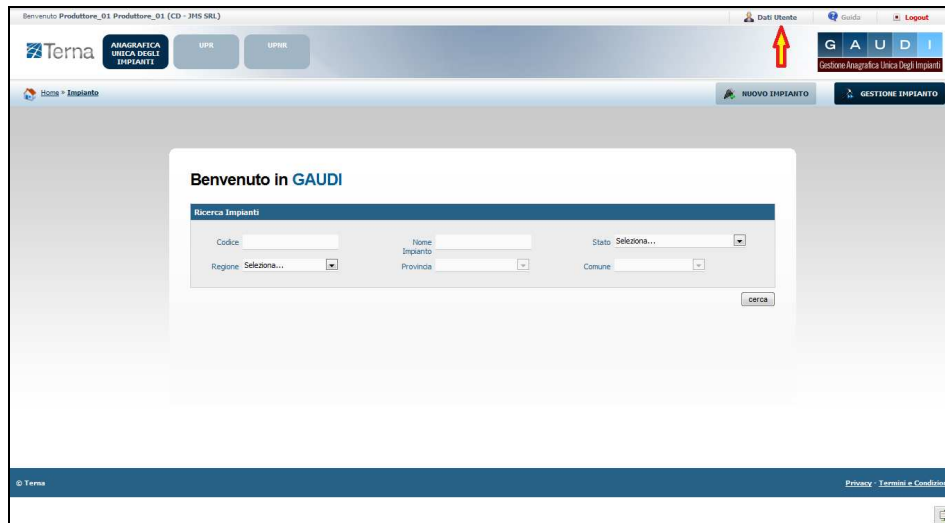 Benvenuto Produttore_01 Produttore_01 (CD - JMS SRL)
Dati Utente
Guida
Logout
Terna
ANAGRAFICA
UNICA DEGLI
IMPIANTI
UPR
UPNR
G A U D I
Gestione Anagrafica Unica Degli Impianti
Home » Impianto
NUOVO IMPIANTO
GESTIONE IMPIANTO
Benvenuto in GAUDI
Ricerca Impianti
Codice
Nome
Impianto
Stato Seleziona...
Regione Seleziona...
Provincia
Comune
cerca
© Terna
Privacy - Termini e Condizion